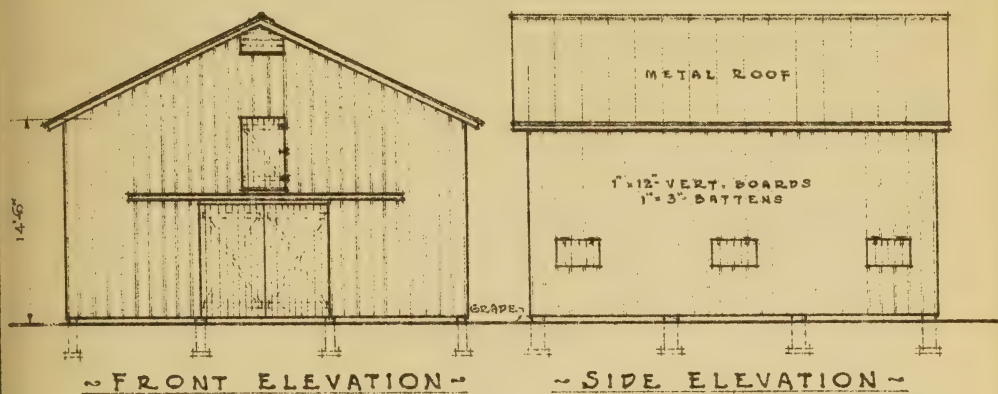 METAL ROOF
1"x12" VERT. BOARDS
1"x3" BATTENS
14'-6"
GRADE
~ FRONT ELEVATION ~
~ SIDE ELEVATION ~